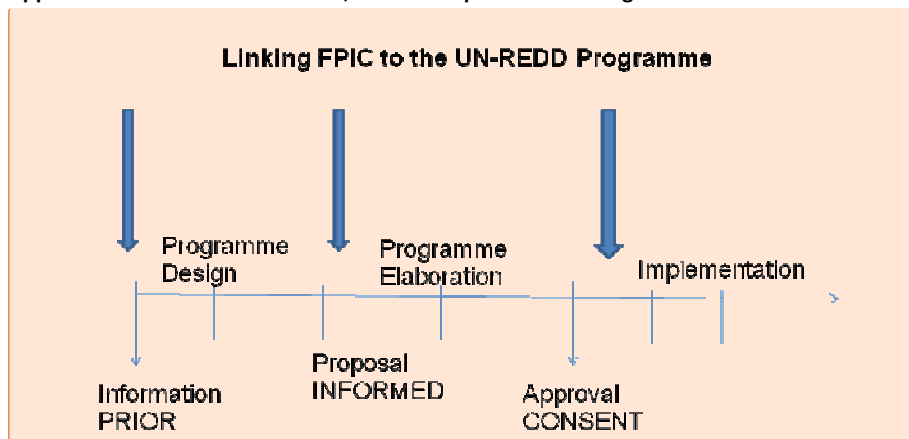 Linking FPIC to the UN-REDD Programme
Programme
Design
Programme
Elaboration
Implementation
Information
PRIOR
Proposal
INFORMED
Approval
CONSENT